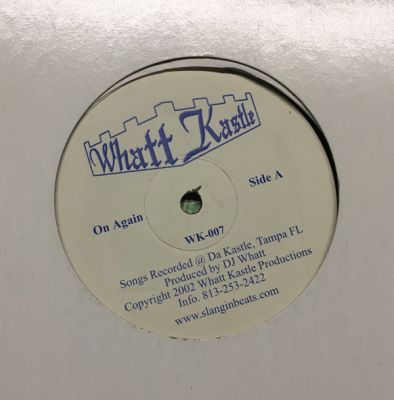 Whatt Kastle
On Again
Side A
WK-007
Songs Recorded @ Da Kastle, Tampa FL
Produced by DJ Whatt
Copyright 2002 Whatt Kastle Productions
Info. 813-253-2422
www.slanginbeats.com